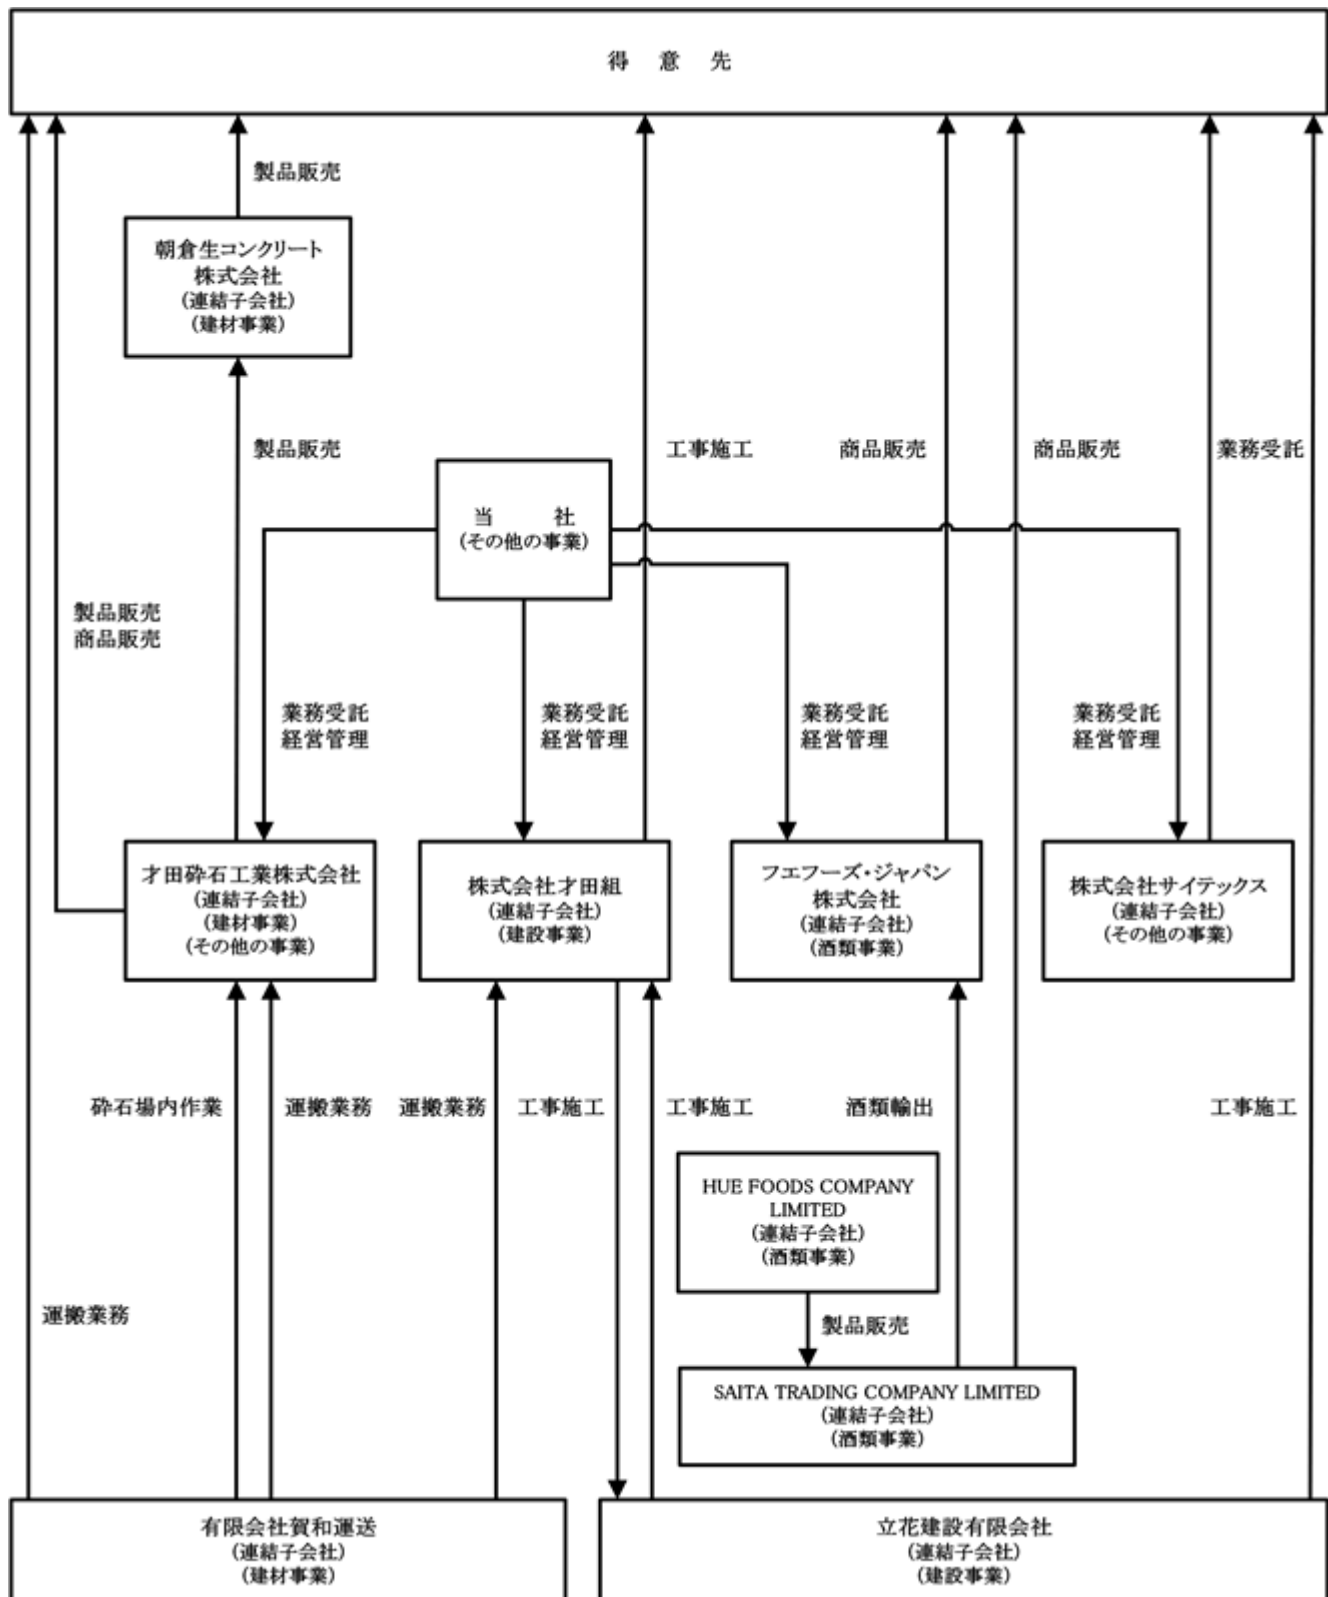 得 意 先
製品販売
朝倉生コンクリート
株式会社
(連結子会社)
(建材事業)
製品販売
工事施工
商品販売
商品販売
業務受託
当 社
(その他の事業)
製品販売
商品販売
業務受託
経営管理
業務受託
経営管理
業務受託
経営管理
業務受託
経営管理
才田砕石工業株式会社
(連結子会社)
(建材事業)
(その他の事業)
株式会社才田組
(連結子会社)
(建設事業)
フエフーズ・ジャパン
株式会社
(連結子会社)
(酒類事業)
株式会社サイテックス
(連結子会社)
(その他の事業)
砕石場内作業
運搬業務
運搬業務
工事施工
工事施工
酒類輸出
工事施工
HUE FOODS COMPANY
LIMITED
(連結子会社)
(酒類事業)
運搬業務
製品販売
SAITA TRADING COMPANY LIMITED
(連結子会社)
(酒類事業)
有限会社賀和運送
(連結子会社)
(建材事業)
立花建設有限会社
(連結子会社)
(建設事業)